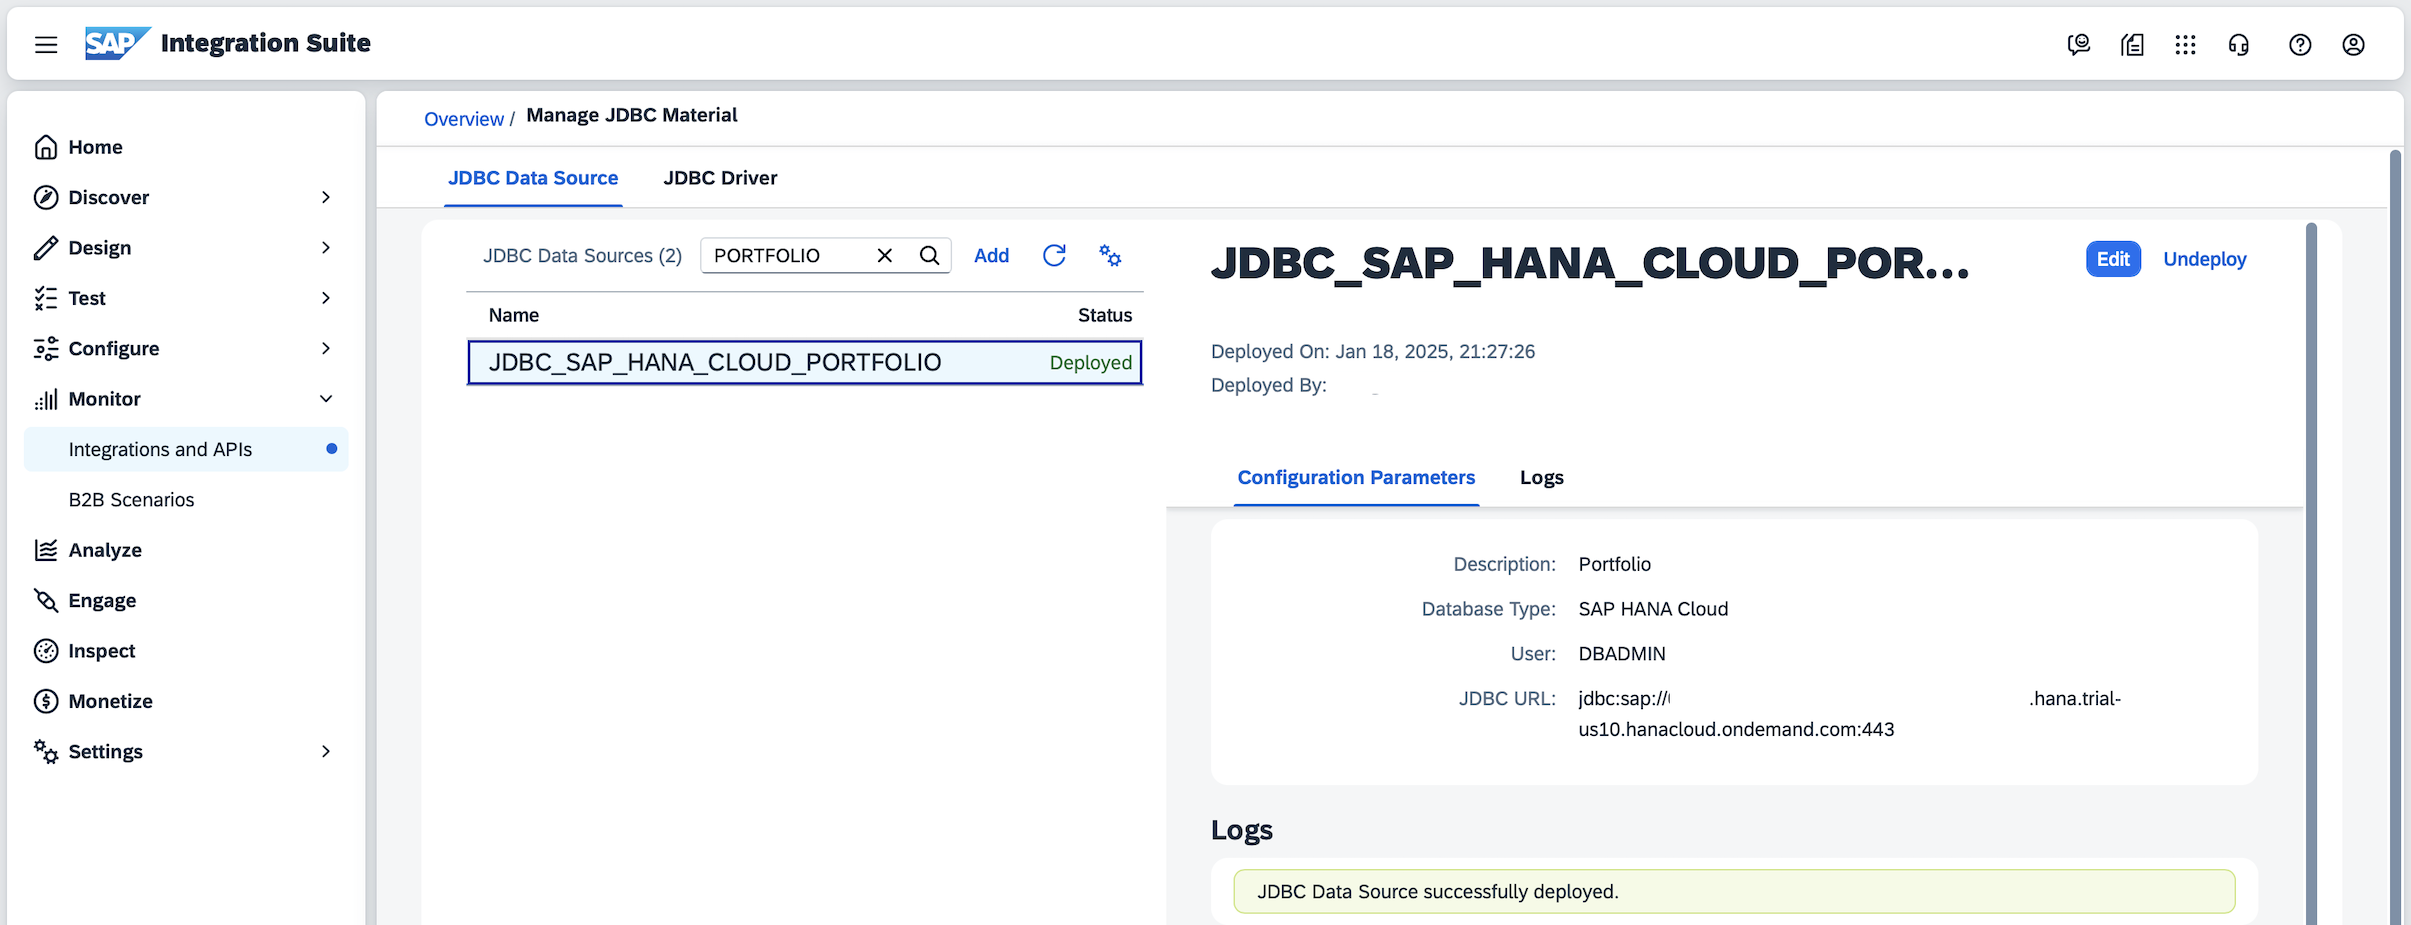 SAP Integration Suite
Home
Discover
Design
Test
Configure
Monitor
Integrations and APIs
B2B Scenarios
Analyze
Engage
Inspect
Monetize
Settings
Overview / Manage JDBC Material
JDBC Data Source JDBC Driver
JDBC Data Sources (2) PORTFOLIO Add
Name Status
JDBC_SAP_HANA_CLOUD_PORTFOLIO Deployed
JDBC_SAP_HANA_CLOUD_POR... Edit Undeploy
Deployed On: Jan 18, 2025, 21:27:26
Deployed By:
Configuration Parameters Logs
Description: Portfolio
Database Type: SAP HANA Cloud
User: DBADMIN
JDBC URL: jdbc:sap:// .hana.trial-
us10.hanacloud.ondemand.com:443
Logs
JDBC Data Source successfully deployed.